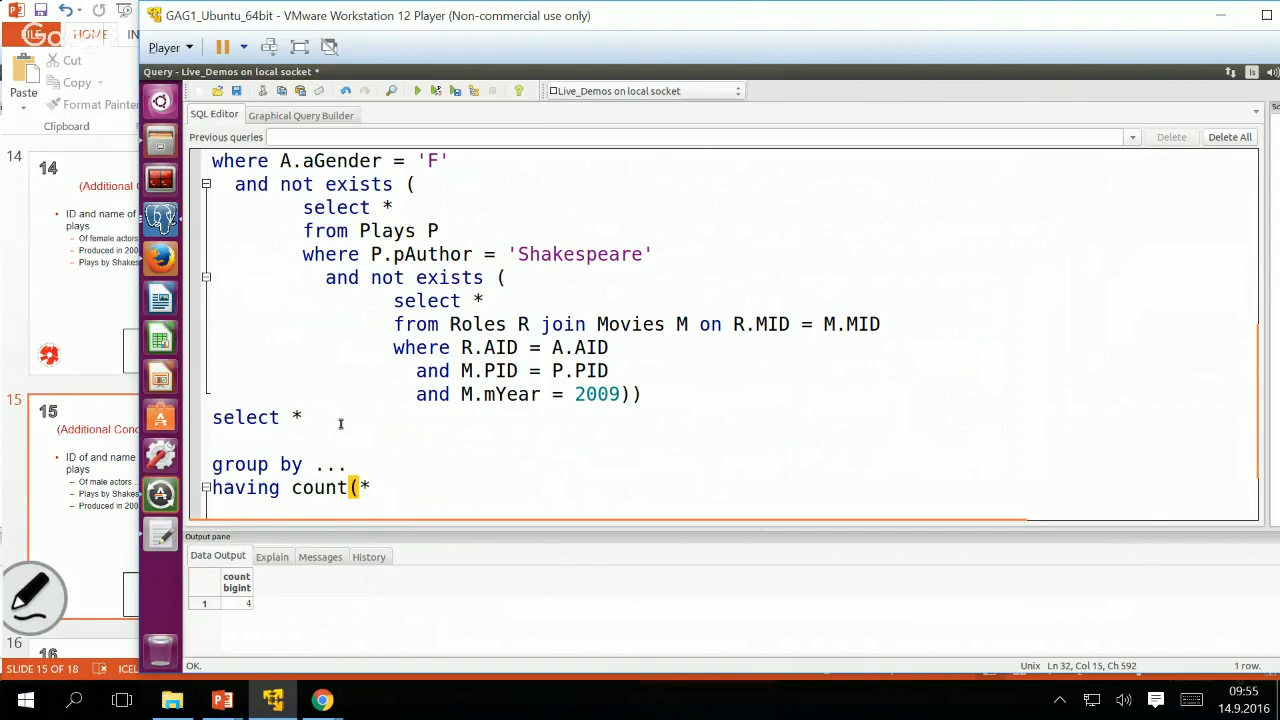 GAG1_Ubuntu_64bit - VMware Workstation 12 Player (Non-commercial use only)
FILE HOME IN
Player
Cut
Copy
Format Painter
Paste
Clipboard
Query - Live_Demos on local socket *
Is
Live_Demos on local socket
SQL Editor Graphical Query Builder
Previous queries
Delete Delete All
where A.aGender = 'F'
and not exists (
select *
from Plays P
where P.pAuthor = 'Shakespeare'
and not exists (
select *
from Roles R join Movies M on R.MID = M.MID
where R.AID = A.AID
and M.PID = P.PID
and M.mYear = 2009))
select *
group by ...
having count(*
14
14
(Additional C
ID and name of
plays
Of female actors
Produced in 200
Plays by Shakes
15
15
(Additional Conc
ID of and name
plays
Of male actors ...
Plays by Shakes
Produced in 200
16
16
Output pane
Data Output Explain Messages History
count
bigint
1 4
OK.
Unix Ln 32, Col 15, Ch 592 1 row.
SLIDE 15 OF 18 ICEL
09:55
14.9.2016